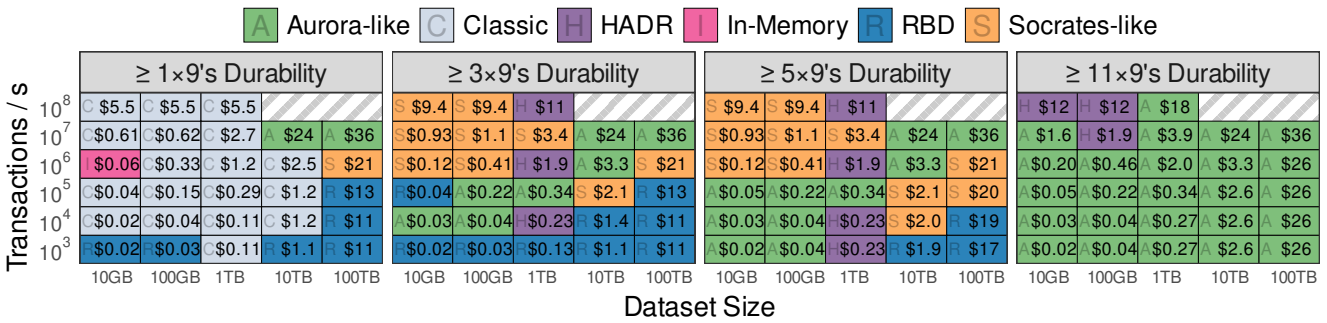 A Aurora-like C Classic H HADR I In-Memory R RBD S Socrates-like
≥ 1×9's Durability ≥ 3×9's Durability ≥ 5×9's Durability ≥ 11×9's Durability
Transactions / s
10⁸ C $5.5 C $5.5 C $5.5 S $9.4 S $9.4 H $11 S $9.4 S $9.4 H $11 H $12 H $12 A $18
10⁷ C $0.61 C $0.62 C $2.7 A $24 A $36 S $0.93 S $1.1 S $3.4 A $24 A $36 S $0.93 S $1.1 S $3.4 A $24 A $36 A $1.6 H $1.9 A $3.9 A $24 A $36
10⁶ I $0.06 C $0.33 C $1.2 C $2.5 S $21 S $0.12 S $0.41 H $1.9 A $3.3 S $21 S $0.12 S $0.41 H $1.9 A $3.3 S $21 A $0.20 A $0.46 A $2.0 A $3.3 A $26
10⁵ C $0.04 C $0.15 C $0.29 C $1.2 R $13 R $0.04 A $0.22 A $0.34 S $2.1 R $13 A $0.05 A $0.22 A $0.34 S $2.1 S $20 A $0.05 A $0.22 A $0.34 A $2.6 A $26
10⁴ C $0.02 C $0.04 C $0.11 C $1.2 R $11 A $0.03 A $0.04 H $0.23 R $1.4 R $11 A $0.03 A $0.04 H $0.23 S $2.0 R $19 A $0.03 A $0.04 A $0.27 A $2.6 A $26
10³ R $0.02 R $0.03 C $0.11 R $1.1 R $11 R $0.02 R $0.03 R $0.13 R $1.1 R $11 A $0.02 A $0.04 H $0.23 R $1.9 R $17 A $0.02 A $0.04 A $0.27 A $2.6 A $26
10GB 100GB 1TB 10TB 100TB 10GB 100GB 1TB 10TB 100TB 10GB 100GB 1TB 10TB 100TB 10GB 100GB 1TB 10TB 100TB
Dataset Size